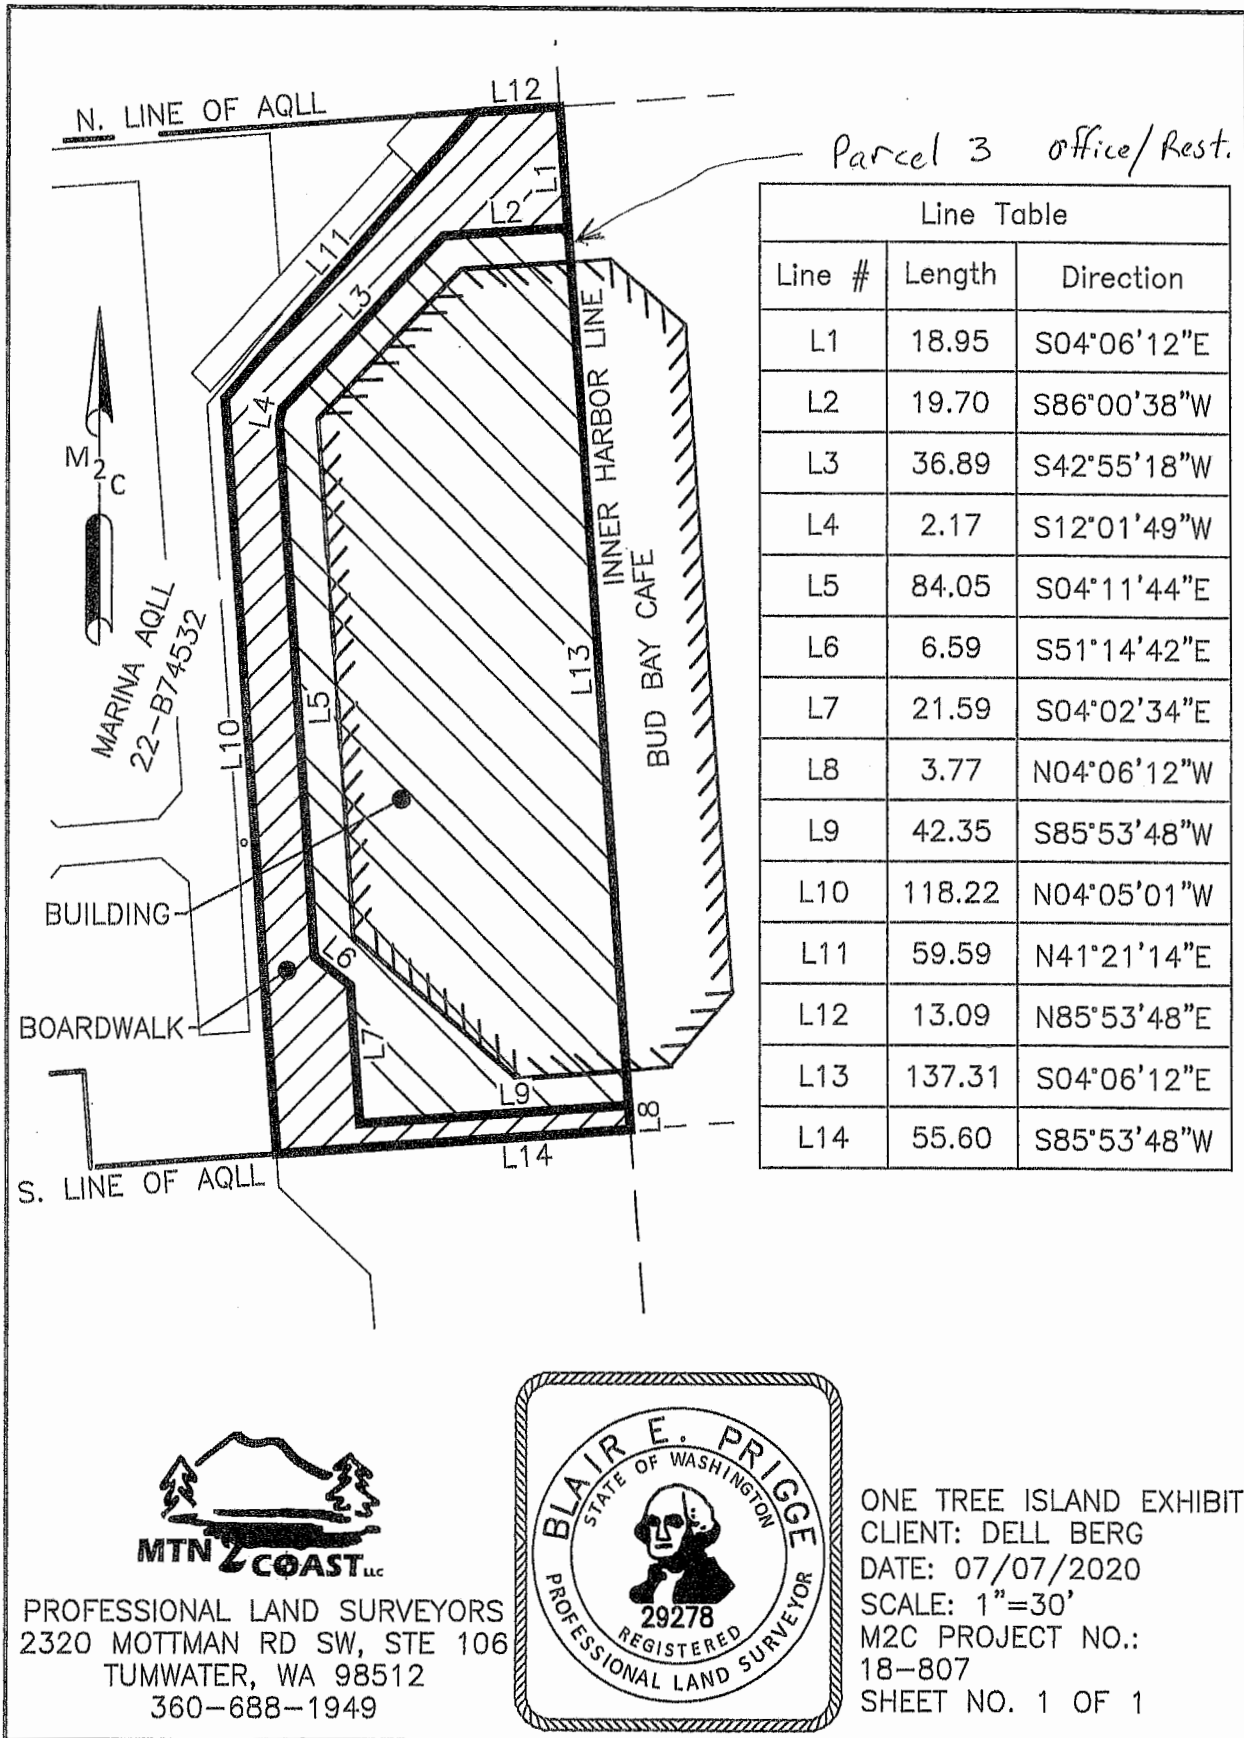 N. LINE OF AQLL
L12
Parcel 3 office/Rest.
L1
L2
L11
L3
L4
INNER HARBOR LINE
M2C
MARINA AQLL
22-B74532
L5
L10
L13
BUD BAY CAFE
BUILDING
L6
BOARDWALK
L7
L9
L8
L14
S. LINE OF AQLL
Line Table
Line # Length Direction
L1 18.95 S04°06'12"E
L2 19.70 S86°00'38"W
L3 36.89 S42°55'18"W
L4 2.17 S12°01'49"W
L5 84.05 S04°11'44"E
L6 6.59 S51°14'42"E
L7 21.59 S04°02'34"E
L8 3.77 N04°06'12"W
L9 42.35 S85°53'48"W
L10 118.22 N04°05'01"W
L11 59.59 N41°21'14"E
L12 13.09 N85°53'48"E
L13 137.31 S04°06'12"E
L14 55.60 S85°53'48"W
MTN 2 COAST LLC
PROFESSIONAL LAND SURVEYORS
2320 MOTTMAN RD SW, STE 106
TUMWATER, WA 98512
360-688-1949
BLAIR E. PRIGGE
STATE OF WASHINGTON
29278
REGISTERED
PROFESSIONAL LAND SURVEYOR
ONE TREE ISLAND EXHIBIT
CLIENT: DELL BERG
DATE: 07/07/2020
SCALE: 1"=30'
M2C PROJECT NO.:
18-807
SHEET NO. 1 OF 1